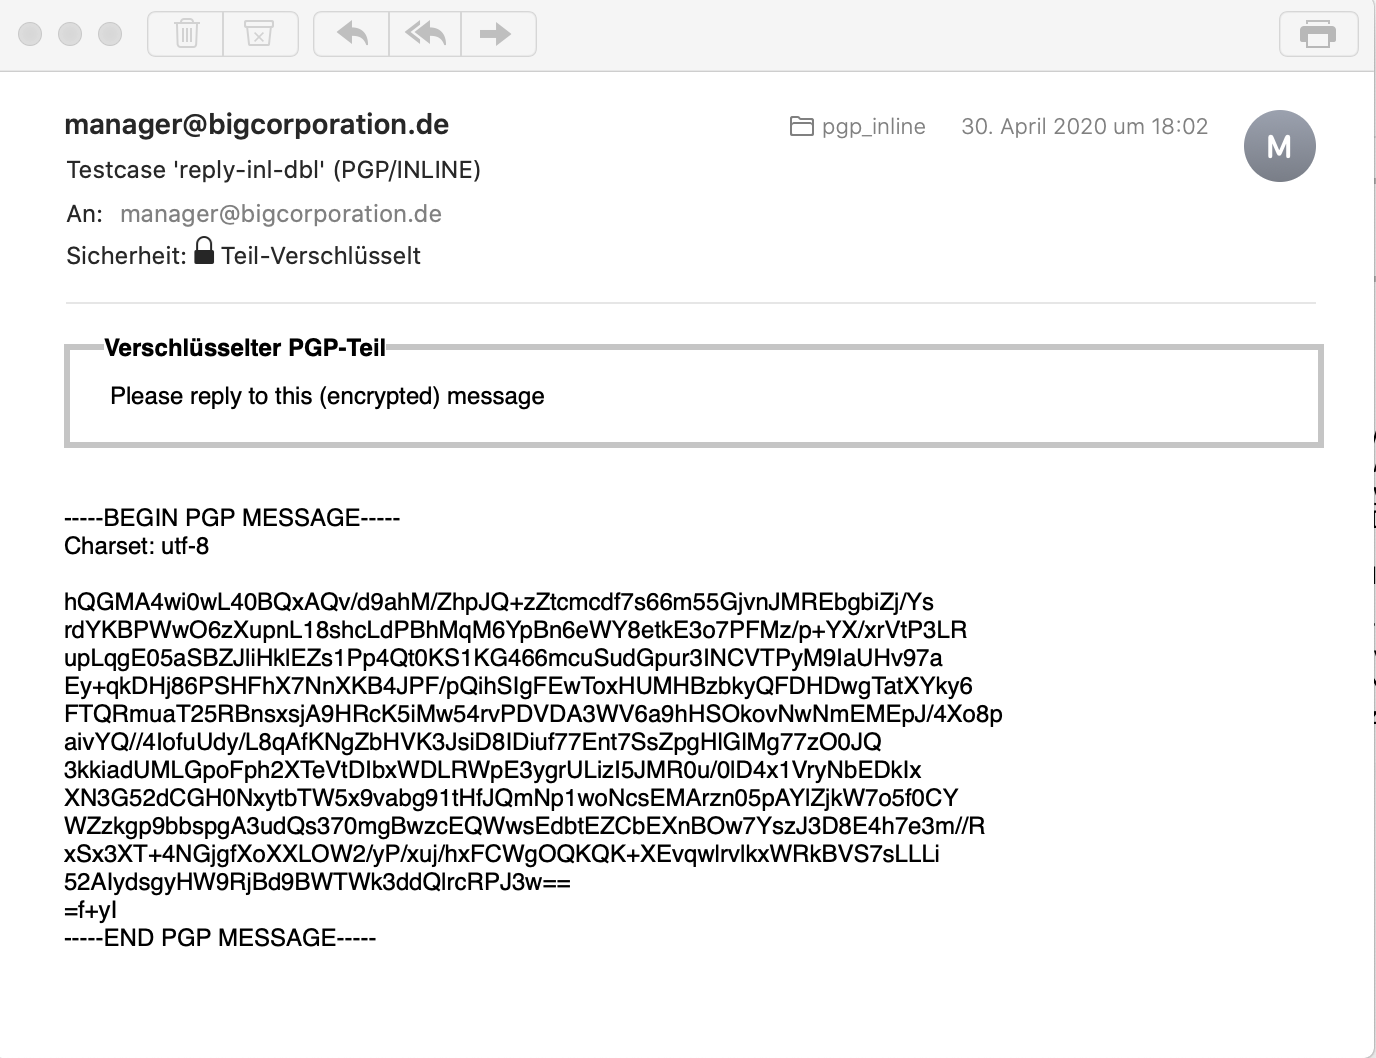 manager@bigcorporation.de
pgp_inline
30. April 2020 um 18:02
M
Testcase 'reply-inl-dbl' (PGP/INLINE)
An: manager@bigcorporation.de
Sicherheit: Teil-Verschlüsselt
Verschlüsselter PGP-Teil
Please reply to this (encrypted) message
-----BEGIN PGP MESSAGE-----
Charset: utf-8
hQGMA4wi0wL40BQxAQv/d9ahM/ZhpJQ+zZtcmcdf7s66m55GjvnJMREbgbiZj/Ys
rdYKBPWwO6zXupnL18shcLdPBhMqM6YpBn6eWY8etkE3o7PFMz/p+YX/xrVtP3LR
upLqgE05aSBZJliHklEZs1Pp4Qt0KS1KG466mcuSudGpur3INCVTPyM9IaUHv97a
Ey+qkDHj86PSHFhX7NnXKB4JPF/pQihSIgFEwToxHUMHBzbkyQFDHDwgTatXYky6
FTQRmuaT25RBnsxsjA9HRcK5iMw54rvPDVDA3WV6a9hHSOkovNwNmEMEpJ/4Xo8p
aivYQ//4IofuUdy/L8qAfKNgZbHVK3JsiD8IDiuf77Ent7SsZpgHlGlMg77zO0JQ
3kkiadUMLGpoFph2XTeVtDIbxWDLRWpE3ygrULizI5JMR0u/0lD4x1VryNbEDkIx
XN3G52dCGH0NxytbTW5x9vabg91tHfJQmNp1woNcsEMArzn05pAYlZjkW7o5f0CY
WZzkgp9bbspgA3udQs370mgBwzcEQWwsEdbtEZCbEXnBOw7YszJ3D8E4h7e3m//R
xSx3XT+4NGjgfXoXXLOW2/yP/xuj/hxFCWgOQKQK+XEvqwlrvlkxWRkBVS7sLLLi
52AlydsgyHW9RjBd9BWTWk3ddQlrcRPJ3w==
=f+yI
-----END PGP MESSAGE-----